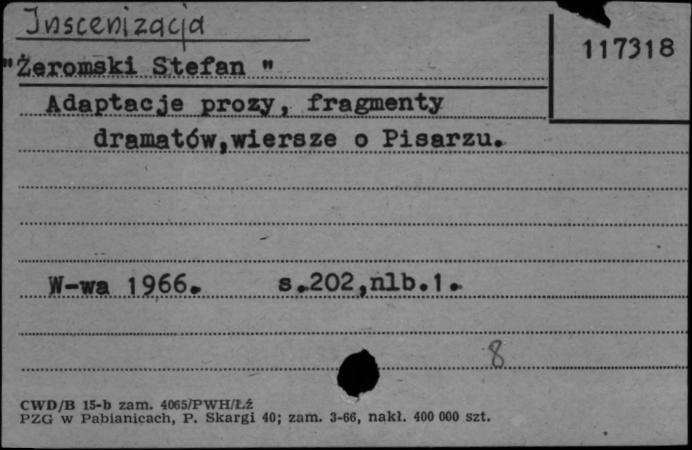 Inscenizacja
117318
"Żeromski Stefan "
Adaptacje prozy, fragmenty
dramatów,wiersze o Pisarzu.
W-wa 1966. s.202,nlb.1.
8
CWD/B 15-b zam. 4065/PWH/Łź
PZG w Pabianicach, P. Skargi 40; zam. 3-66, nakł. 400 000 szt.